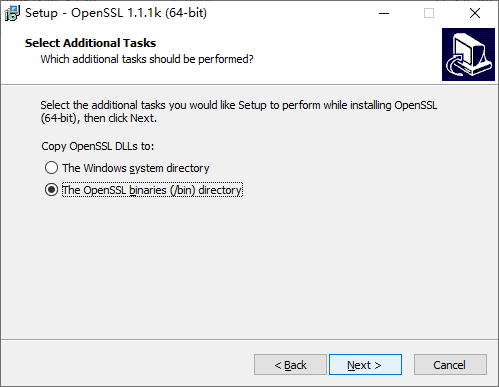 Setup - OpenSSL 1.1.1k (64-bit)
Select Additional Tasks
Which additional tasks should be performed?
Select the additional tasks you would like Setup to perform while installing OpenSSL
(64-bit), then click Next.
Copy OpenSSL DLLs to:
The Windows system directory
The OpenSSL binaries (/bin) directory
< Back
Next >
Cancel